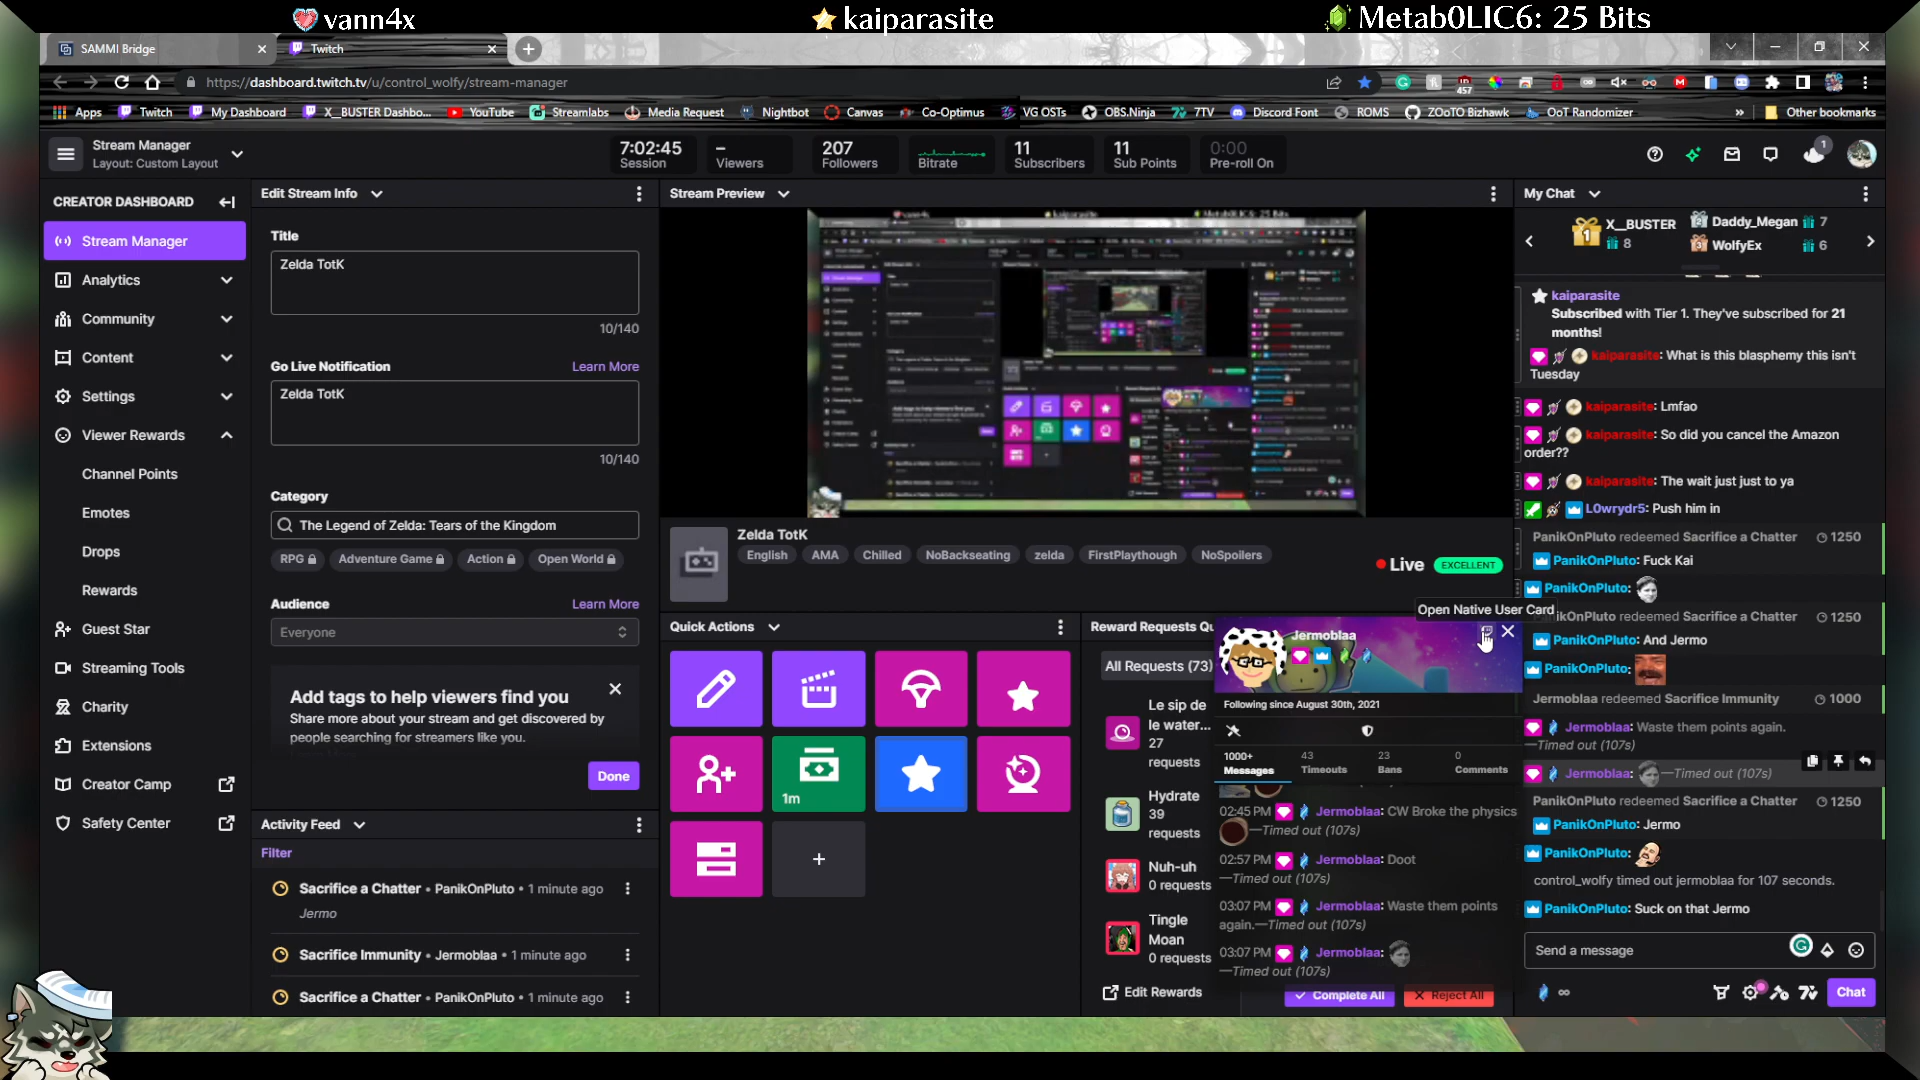 vann4x
kaiparasite
Metab0LIC6: 25 Bits
SAMMI Bridge
Twitch
https://dashboard.twitch.tv/u/control_wolfy/stream-manager
457
Apps
Twitch
My Dashboard
X__BUSTER Dashbo...
YouTube
Streamlabs
Media Request
Nightbot
Canvas
Co-Optimus
VG OSTs
OBS.Ninja
7TV
Discord Font
ROMS
ZOoTO Bizhawk
OoT Randomizer
»
Other bookmarks
Stream Manager
Layout: Custom Layout
7:02:45
Session
–
Viewers
207
Followers
Bitrate
11
Subscribers
11
Sub Points
0:00
Pre-roll On
1
CREATOR DASHBOARD
Stream Manager
Analytics
Community
Content
Settings
Viewer Rewards
Channel Points
Emotes
Drops
Rewards
Guest Star
Streaming Tools
Charity
Extensions
Creator Camp
Safety Center
Edit Stream Info
Title
Zelda TotK
10/140
Go Live Notification
Learn More
Zelda TotK
10/140
Category
The Legend of Zelda: Tears of the Kingdom
RPG
Adventure Game
Action
Open World
Audience
Learn More
Everyone
Add tags to help viewers find you
Share more about your stream and get discovered by
people searching for streamers like you.
Done
Activity Feed
Filter
Sacrifice a Chatter • PanikOnPluto • 1 minute ago
Jermo
Sacrifice Immunity • Jermoblaa • 1 minute ago
Sacrifice a Chatter • PanikOnPluto • 1 minute ago
Stream Preview
Zelda TotK
English
AMA
Chilled
NoBackseating
zelda
FirstPlaythough
NoSpoilers
Live
EXCELLENT
Quick Actions
1m
Reward Requests Qu
All Requests (73)
Le sip de
le water...
27
requests
Hydrate
39
requests
Nuh-uh
0 requests
Tingle
Moan
0 requests
Edit Rewards
Complete All
Reject All
Open Native User Card
Jermoblaa
Following since August 30th, 2021
1000+
Messages
43
Timeouts
23
Bans
0
Comments
02:45 PM Jermoblaa: CW Broke the physics
—Timed out (107s)
02:57 PM Jermoblaa: Doot
—Timed out (107s)
03:07 PM Jermoblaa: Waste them points
again.—Timed out (107s)
03:07 PM Jermoblaa:
—Timed out (107s)
My Chat
1
X__BUSTER
8
2
Daddy_Megan 7
3
WolfyEx 6
kaiparasite
Subscribed with Tier 1. They've subscribed for 21
months!
kaiparasite: What is this blasphemy this isn't
Tuesday
kaiparasite: Lmfao
kaiparasite: So did you cancel the Amazon
order??
kaiparasite: The wait just just to ya
L0wrydr5: Push him in
PanikOnPluto redeemed Sacrifice a Chatter 1250
PanikOnPluto: Fuck Kai
PanikOnPluto:
nikOnPluto redeemed Sacrifice a Chatter 1250
PanikOnPluto: And Jermo
PanikOnPluto:
Jermoblaa redeemed Sacrifice Immunity 1000
Jermoblaa: Waste them points again.
—Timed out (107s)
Jermoblaa: —Timed out (107s)
PanikOnPluto redeemed Sacrifice a Chatter 1250
PanikOnPluto: Jermo
PanikOnPluto:
control_wolfy timed out jermoblaa for 107 seconds.
PanikOnPluto: Suck on that Jermo
Send a message
∞
Chat